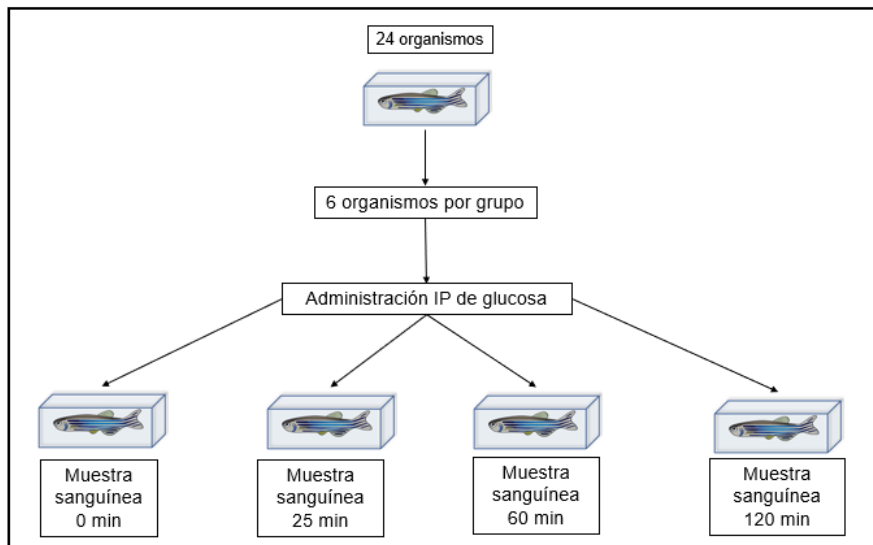 24 organismos
6 organismos por grupo
Administración IP de glucosa
Muestra
sanguínea
0 min
Muestra
sanguínea
25 min
Muestra
sanguínea
60 min
Muestra
sanguínea
120 min